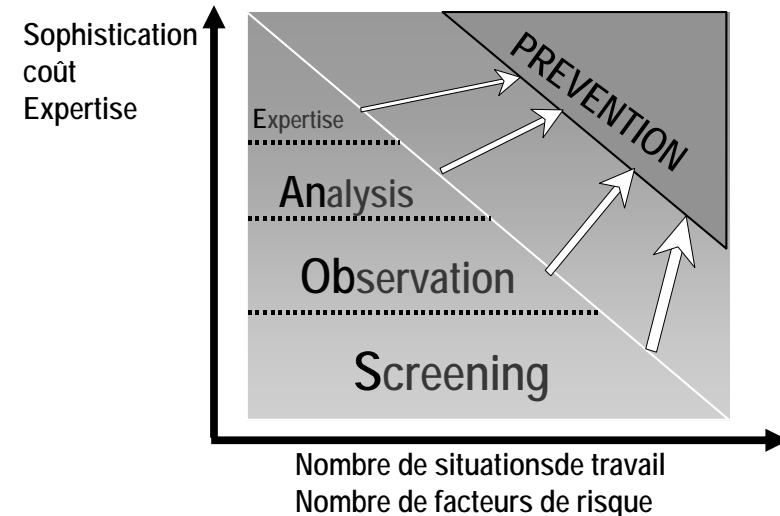 Sophistication
coût
Expertise
PREVENTION
Expertise
Analysis
Observation
Screening
Nombre de situationsde travail
Nombre de facteurs de risque